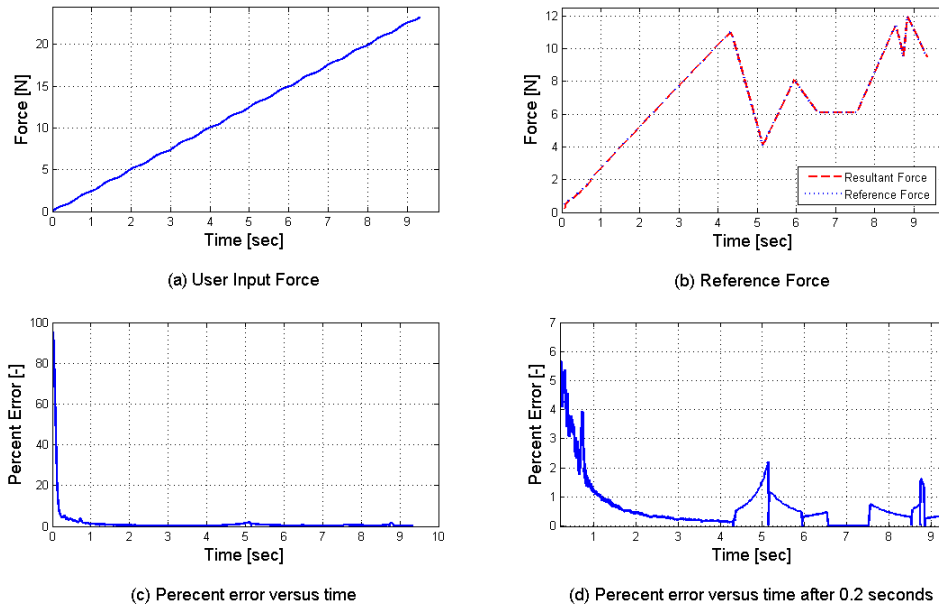 20
15
10
5
0
Force [N]
0 1 2 3 4 5 6 7 8 9
Time [sec]
(a) User Input Force
12
10
8
6
4
2
0
Force [N]
0 1 2 3 4 5 6 7 8 9
Time [sec]
Resultant Force
Reference Force
(b) Reference Force
100
80
60
40
20
0
Percent Error [-]
0 1 2 3 4 5 6 7 8 9 10
Time [sec]
(c) Perecent error versus time
7
6
5
4
3
2
1
0
Percent Error [-]
1 2 3 4 5 6 7 8 9
Time [sec]
(d) Perecent error versus time after 0.2 seconds